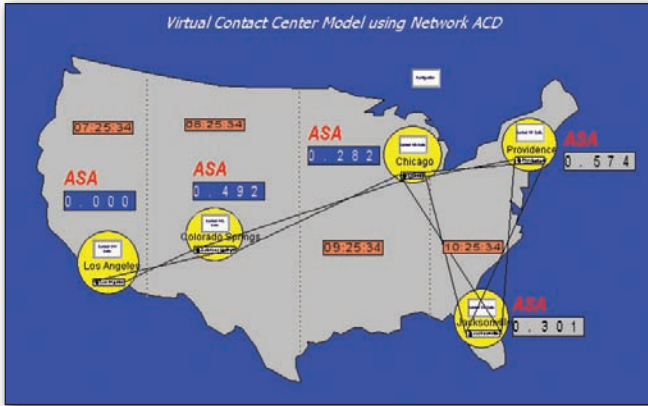 Virtual Contact Center Model using Network ACD
07:25:34
08:25:34
ASA
0.282
Chicago
Providence
ASA
0.574
ASA
0.492
ASA
0.000
Colorado Springs
Los Angeles
09:25:34
10:25:34
ASA
0.301